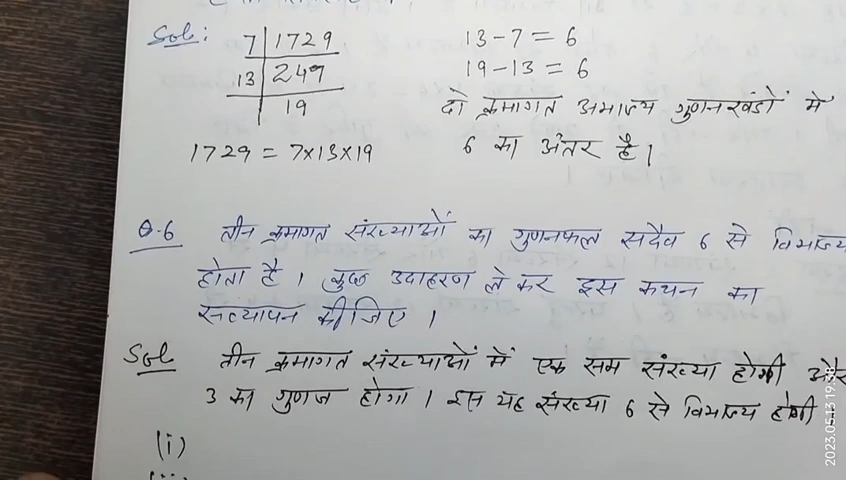 Sol:
7 | 1729
13 | 247
19
1729 = 7×13×19
13-7 = 6
19-13 = 6
दो क्रमागत अभाज्य गुणनखंडों में
6 का अंतर है।
Q.6 तीन क्रमागत संख्याओं का गुणनफल सदैव 6 से विभाज्य
होता है। कुछ उदाहरण ले कर इस कथन का
सत्यापन कीजिए।
Sol तीन क्रमागत संख्याओं में एक सम संख्या होगी और
3 का गुणज होगा। इस यह संख्या 6 से विभाज्य होगी
(i)
2023.05.13 19:38